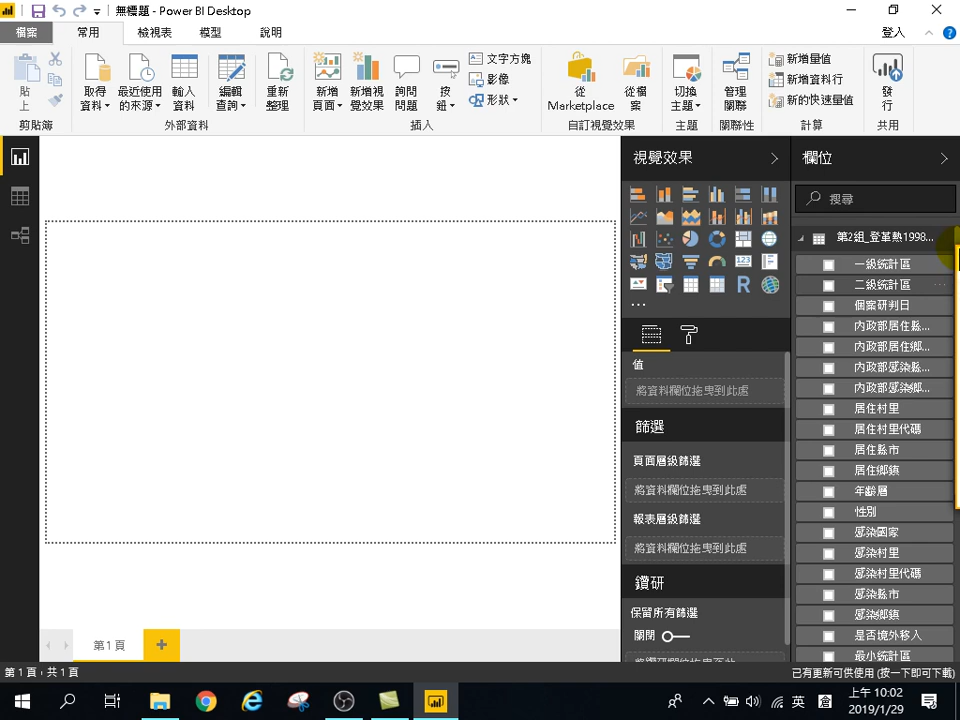 無標題 - Power BI Desktop
檔案
常用
檢視表
模型
說明
登入
貼上
剪貼簿
取得資料
最近使用的來源
輸入資料
編輯查詢
重新整理
外部資料
新增頁面
新增視覺效果
詢問問題
按鈕
文字方塊
影像
形狀
插入
從 Marketplace
從檔案
自訂視覺效果
切換主題
主題
管理關聯
關聯性
新增量值
新增資料行
新的快速量值
計算
發行
共用
視覺效果
值
將資料欄位拖曳到此處
篩選
頁面層級篩選
將資料欄位拖曳到此處
報表層級篩選
將資料欄位拖曳到此處
鑽研
保留所有篩選
關閉
欄位
搜尋
第2組_登革熱1998...
一級統計區
二級統計區
個案研判日
內政部居住縣...
內政部居住鄉...
內政部感染縣...
內政部感染鄉...
居住村里
居住村里代碼
居住縣市
居住鄉鎮
年齡層
性別
感染國家
感染村里
感染村里代碼
感染縣市
感染鄉鎮
是否境外移入
最小統計區
第1頁
第 1 頁，共 1 頁
已有更新可供使用 (按一下即可下載)
英
上午 10:02
2019/1/29